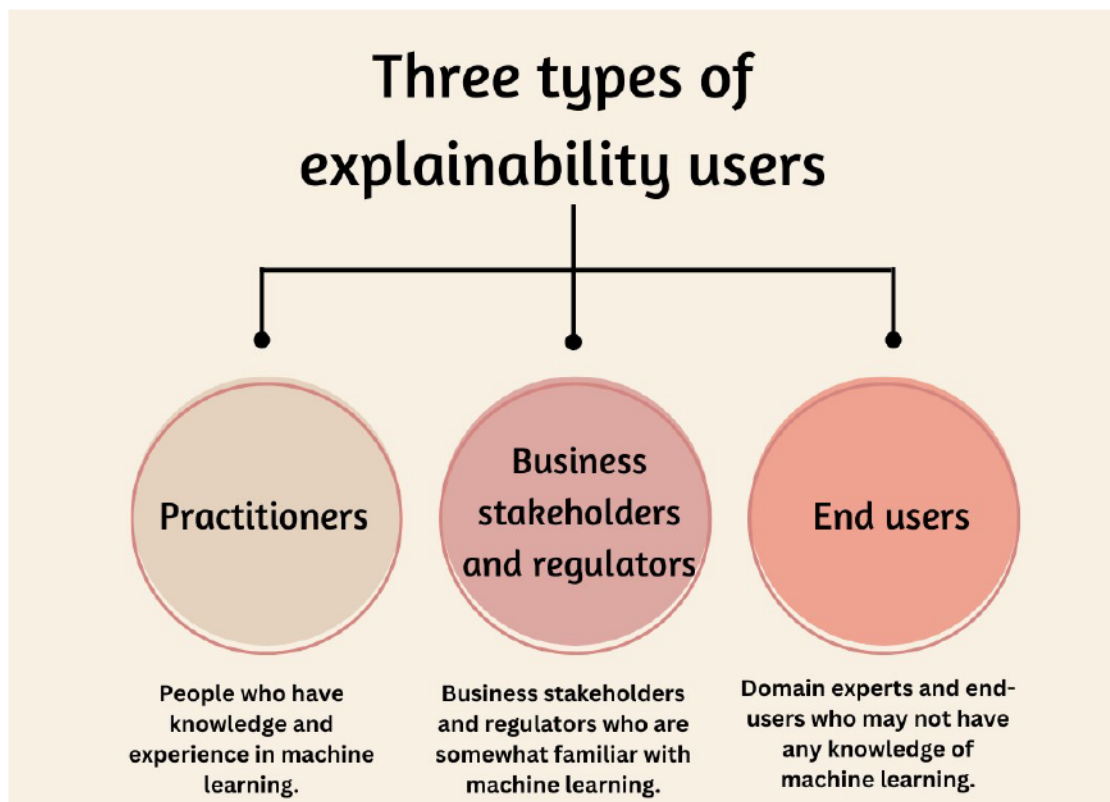 Three types of
explainability users
Practitioners
Business
stakeholders
and regulators
End users
People who have
knowledge and
experience in machine
learning.
Business stakeholders
and regulators who are
somewhat familiar with
machine learning.
Domain experts and end-
users who may not have
any knowledge of
machine learning.